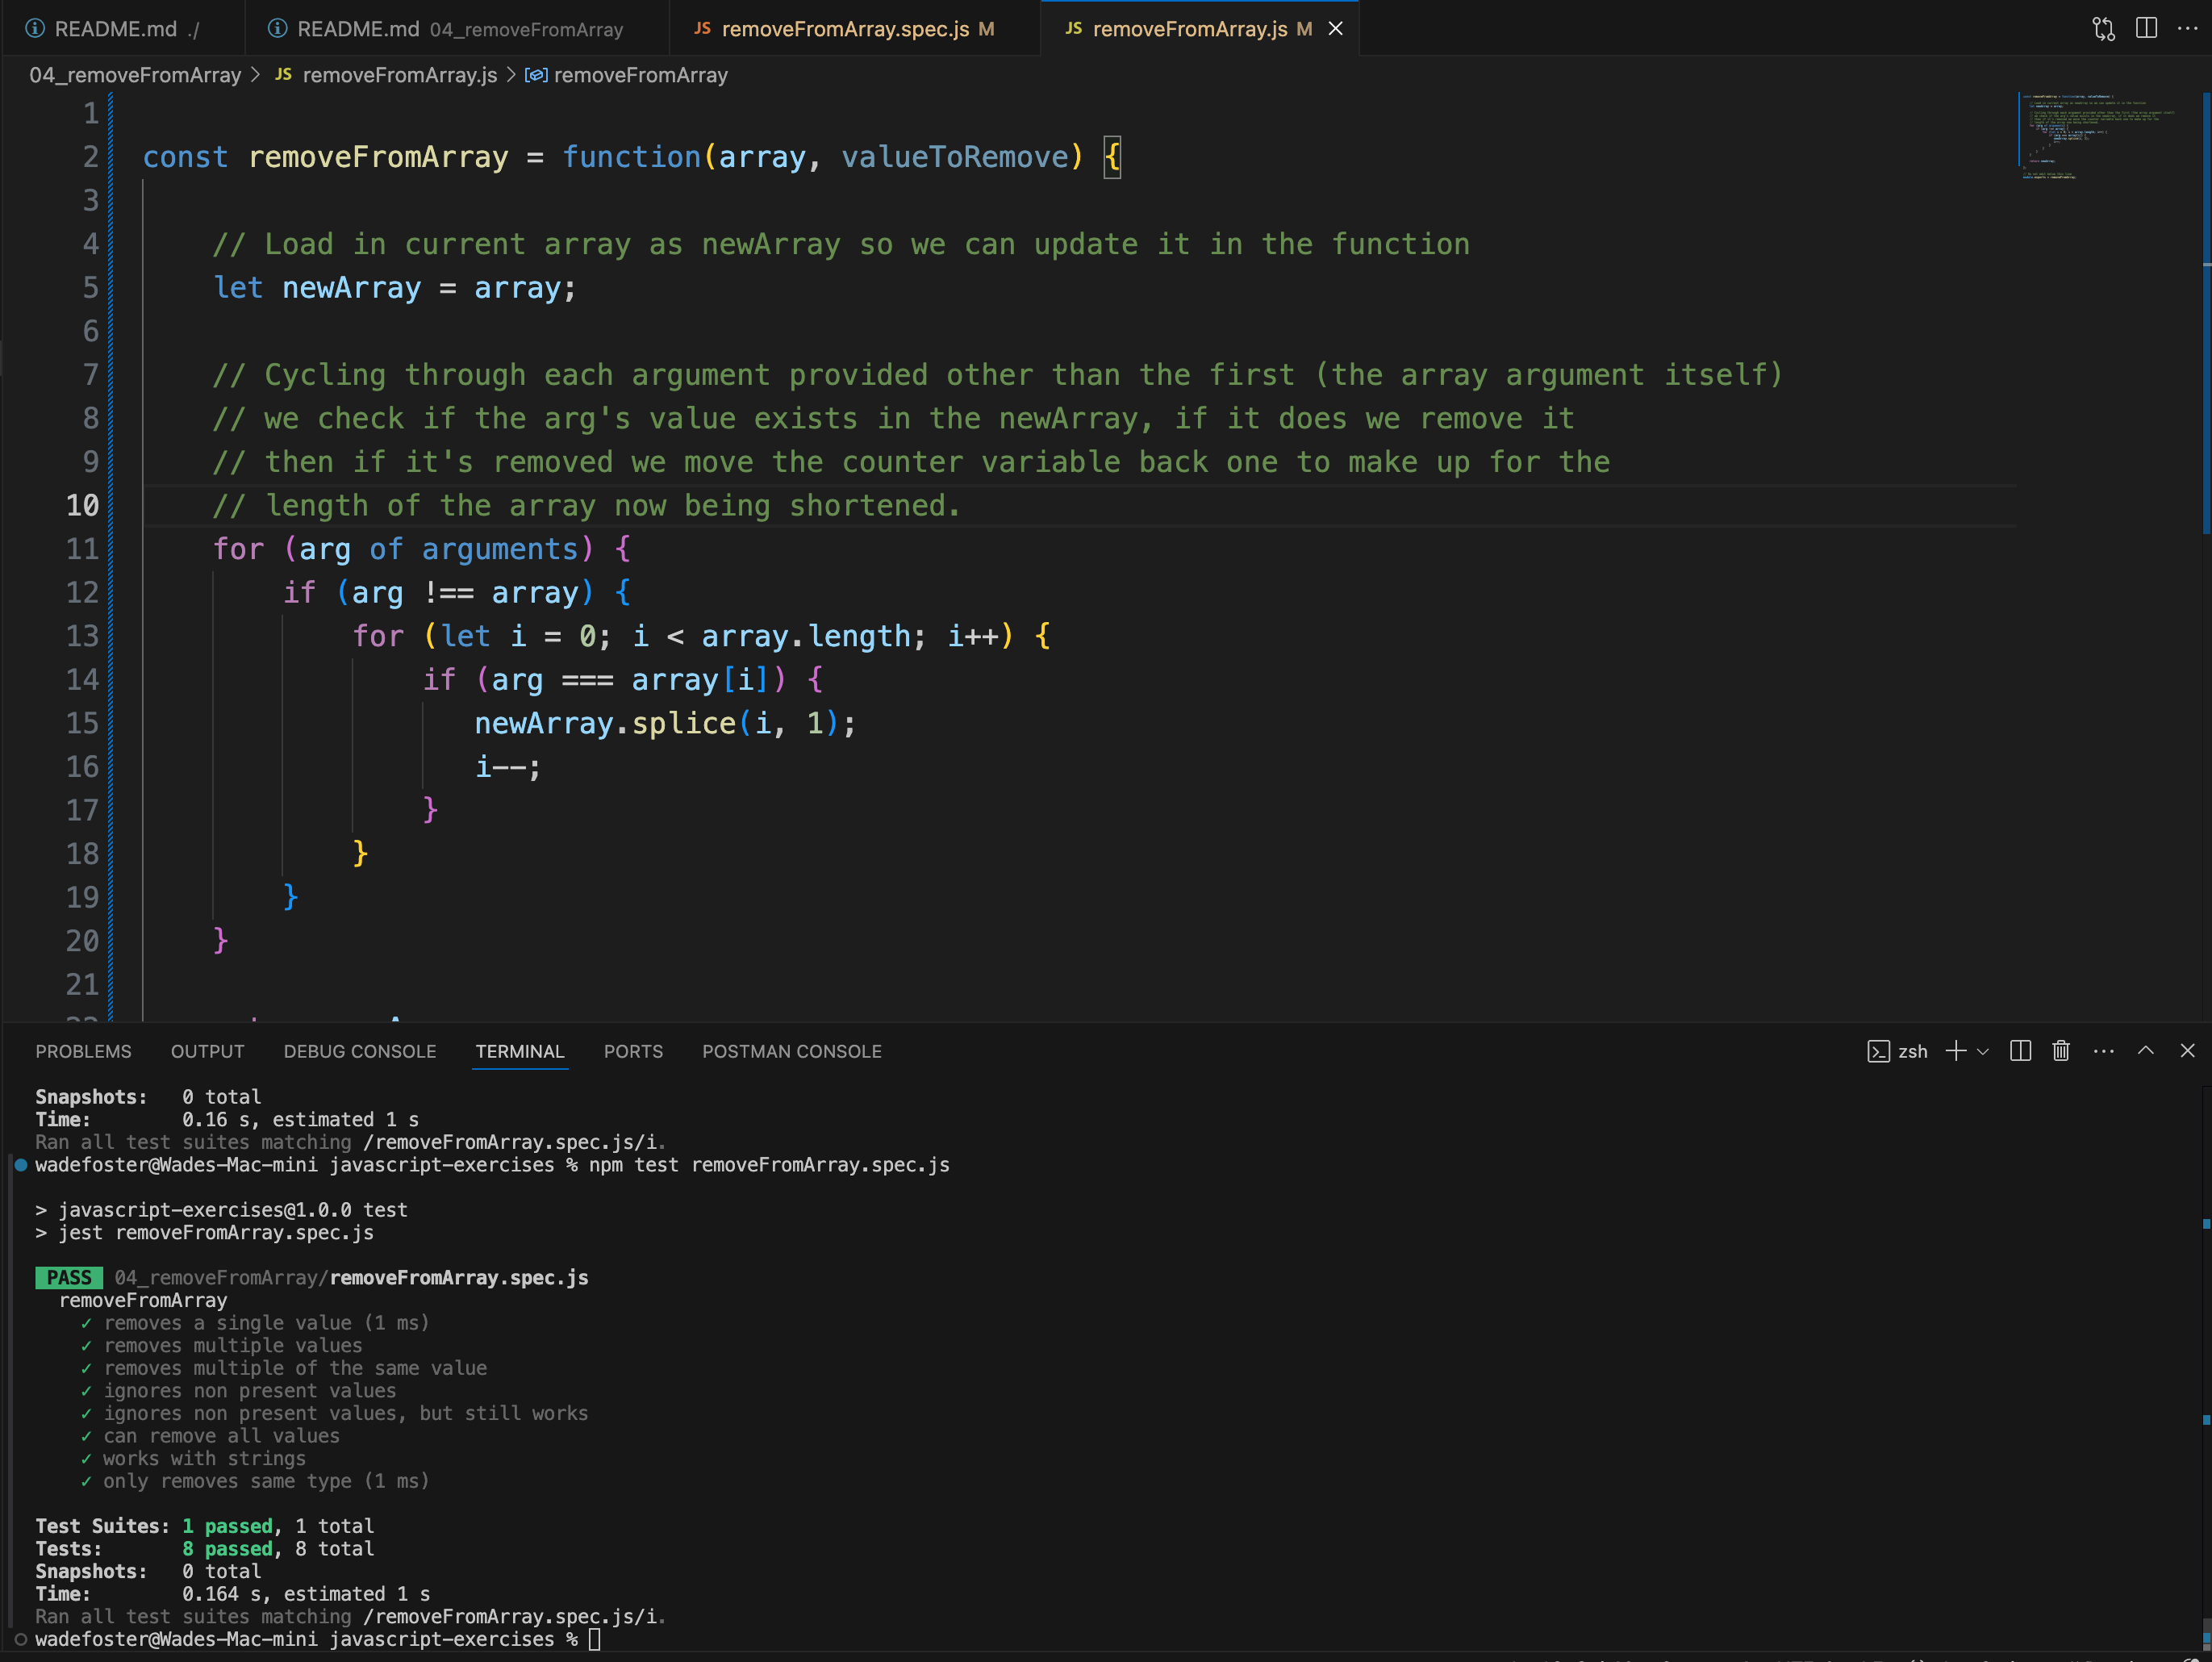 README.md ./ README.md 04_removeFromArray JS removeFromArray.spec.js M JS removeFromArray.js M
04_removeFromArray > JS removeFromArray.js > removeFromArray
1
2 const removeFromArray = function(array, valueToRemove) {
3
4 // Load in current array as newArray so we can update it in the function
5 let newArray = array;
6
7 // Cycling through each argument provided other than the first (the array argument itself)
8 // we check if the arg's value exists in the newArray, if it does we remove it
9 // then if it's removed we move the counter variable back one to make up for the
10 // length of the array now being shortened.
11 for (arg of arguments) {
12 if (arg !== array) {
13 for (let i = 0; i < array.length; i++) {
14 if (arg === array[i]) {
15 newArray.splice(i, 1);
16 i--;
17 }
18 }
19 }
20 }
21
PROBLEMS OUTPUT DEBUG CONSOLE TERMINAL PORTS POSTMAN CONSOLE zsh
Snapshots: 0 total
Time: 0.16 s, estimated 1 s
Ran all test suites matching /removeFromArray.spec.js/i.
wadefoster@Wades-Mac-mini javascript-exercises % npm test removeFromArray.spec.js
> javascript-exercises@1.0.0 test
> jest removeFromArray.spec.js
PASS 04_removeFromArray/removeFromArray.spec.js
removeFromArray
✓ removes a single value (1 ms)
✓ removes multiple values
✓ removes multiple of the same value
✓ ignores non present values
✓ ignores non present values, but still works
✓ can remove all values
✓ works with strings
✓ only removes same type (1 ms)
Test Suites: 1 passed, 1 total
Tests: 8 passed, 8 total
Snapshots: 0 total
Time: 0.164 s, estimated 1 s
Ran all test suites matching /removeFromArray.spec.js/i.
wadefoster@Wades-Mac-mini javascript-exercises %